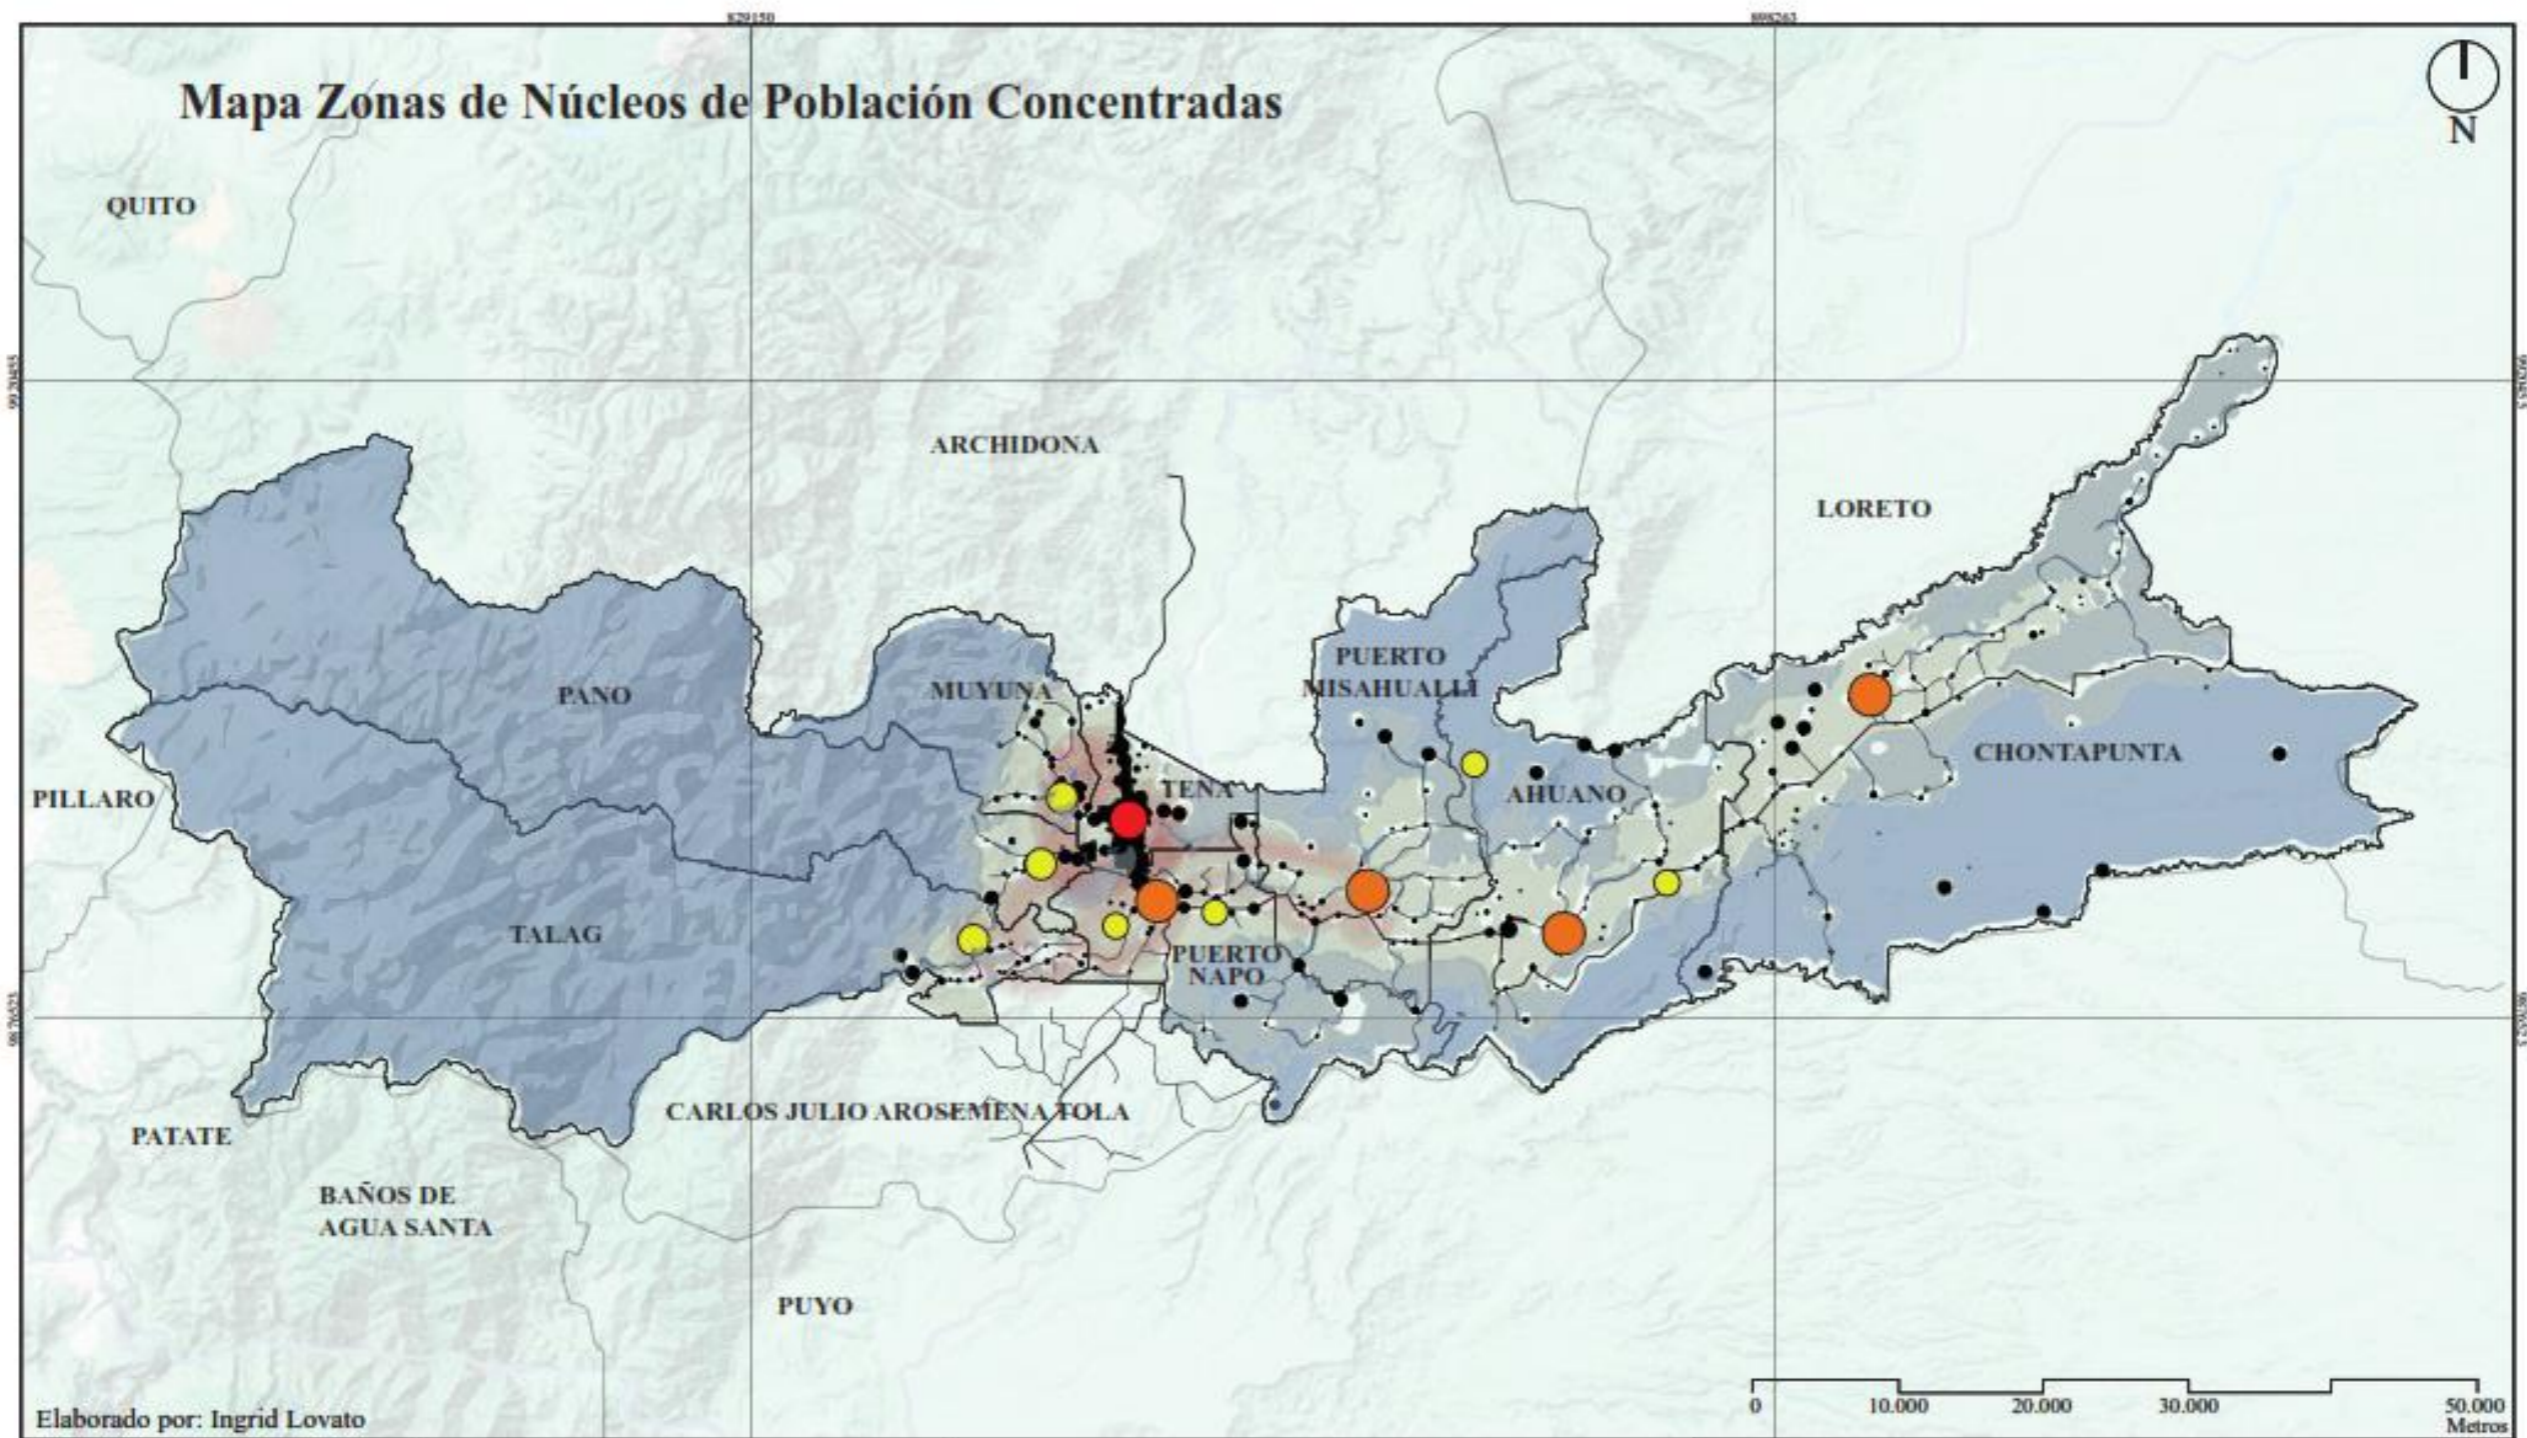 829150
898263
Mapa Zonas de Núcleos de Población Concentradas
N
QUITO
ARCHIDONA
LORETO
PUERTO
MISAHUALLI
PANO
MUYUNA
CHONTAPUNTA
TENA
AHUANO
PILLARO
TALAG
PUERTO
NAPO
CARLOS JULIO AROSEMENA TOLA
PATATE
BAÑOS DE
AGUA SANTA
PUYO
0
10.000
20.000
30.000
50.000
Metros
Elaborado por: Ingrid Lovato